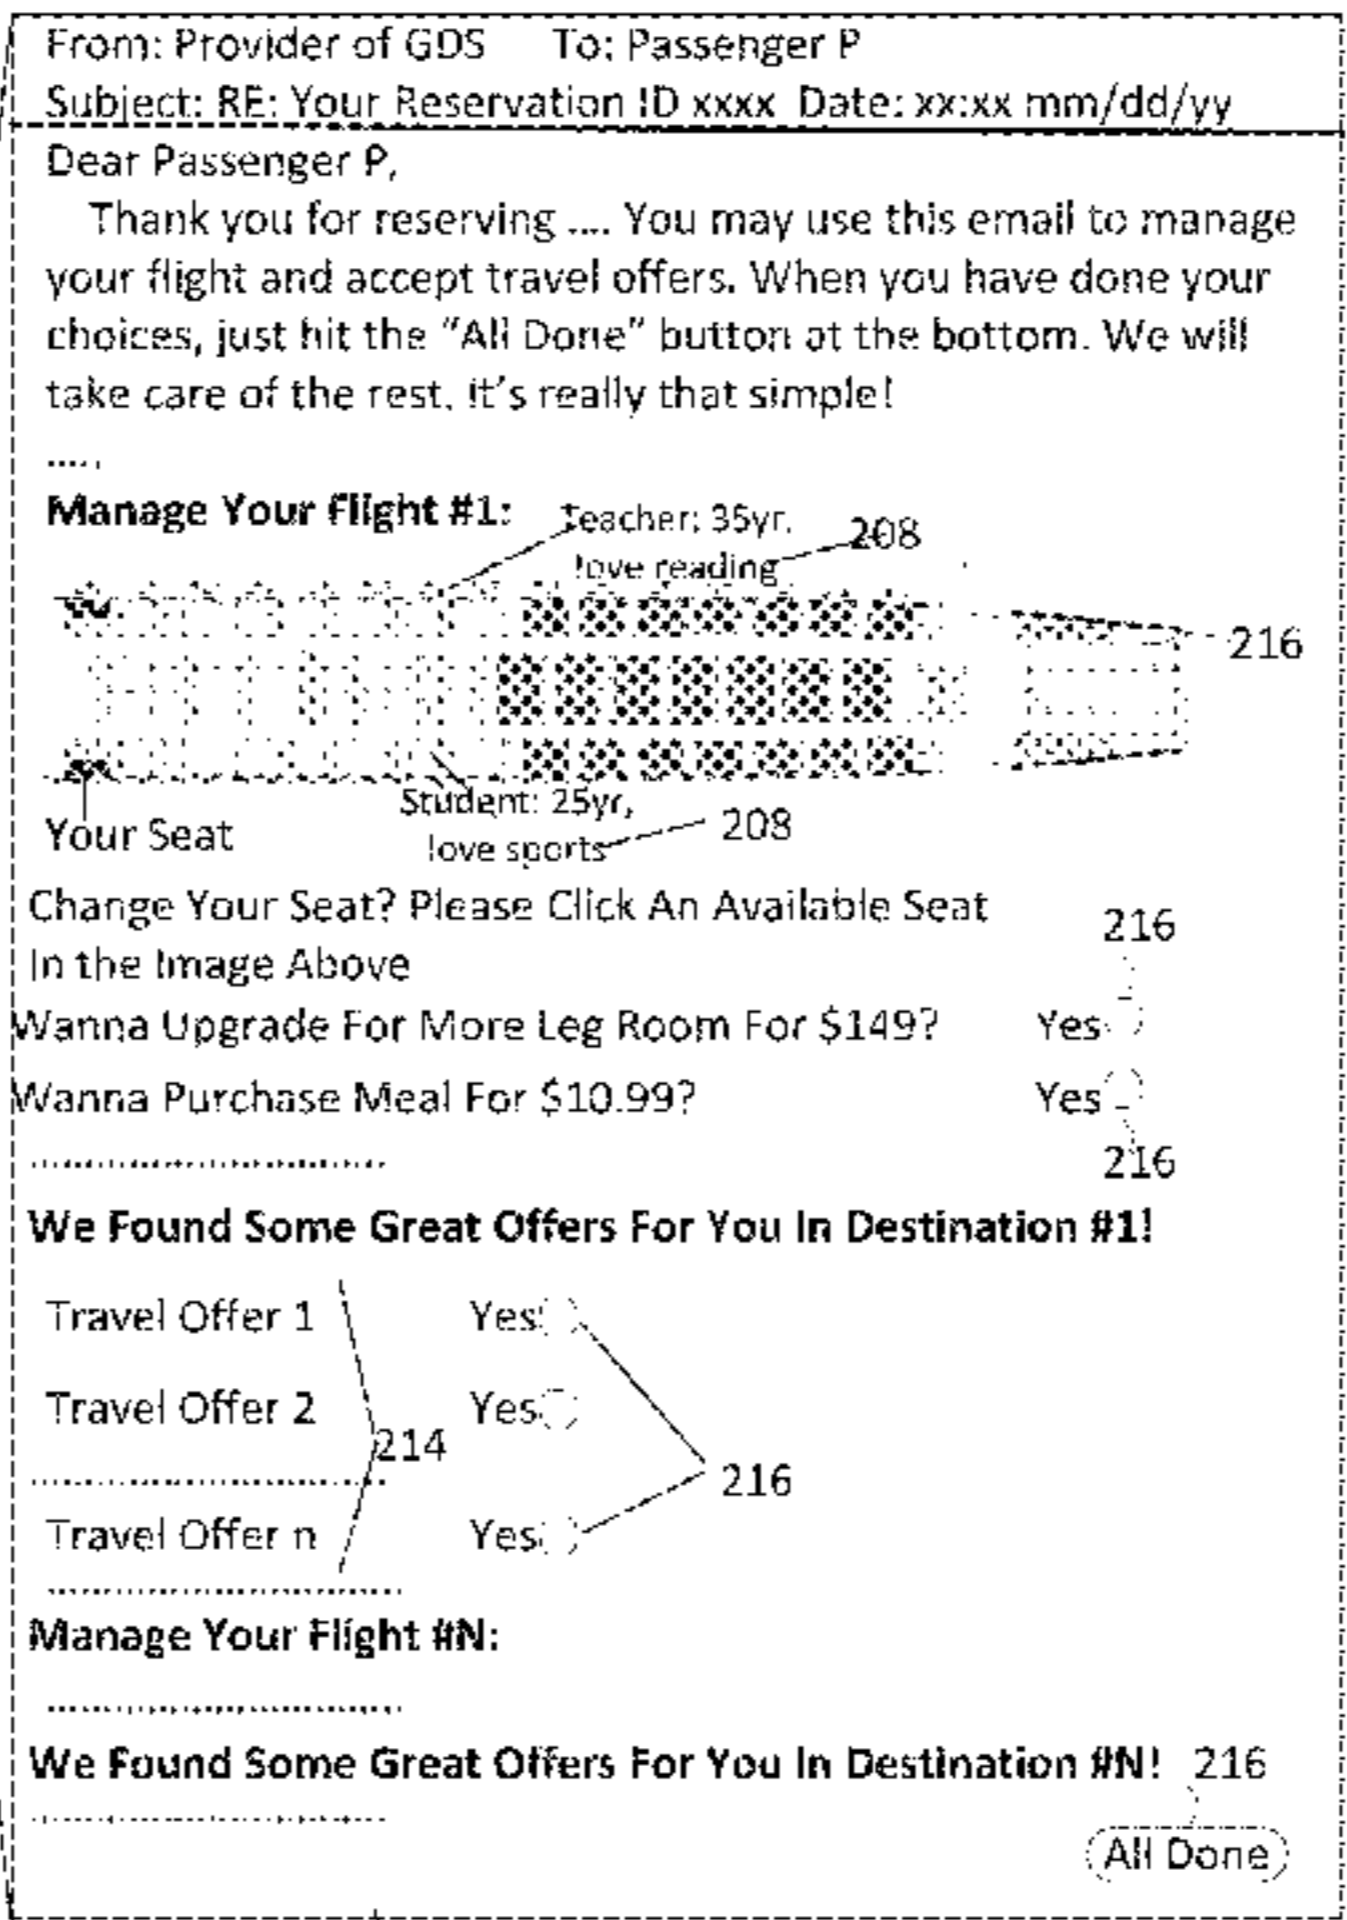 From: Provider of GDS To: Passenger P
Subject: RE: Your Reservation ID xxxx Date: xx:xx mm/dd/yy
Dear Passenger P,
Thank you for reserving .... You may use this email to manage
your flight and accept travel offers. When you have done your
choices, just hit the "All Done" button at the bottom. We will
take care of the rest. It's really that simple!
.....
Manage Your Flight #1:
Teacher: 35yr.
208
love reading
216
Student: 25yr,
208
Your Seat
love sports
Change Your Seat? Please Click An Available Seat
216
In the Image Above
Wanna Upgrade For More Leg Room For $149? Yes
Wanna Purchase Meal For $10.99? Yes
216
We Found Some Great Offers For You In Destination #1!
Travel Offer 1 Yes
Travel Offer 2 Yes
214
216
Travel Offer n Yes
Manage Your Flight #N:
We Found Some Great Offers For You In Destination #N! 216
All Done